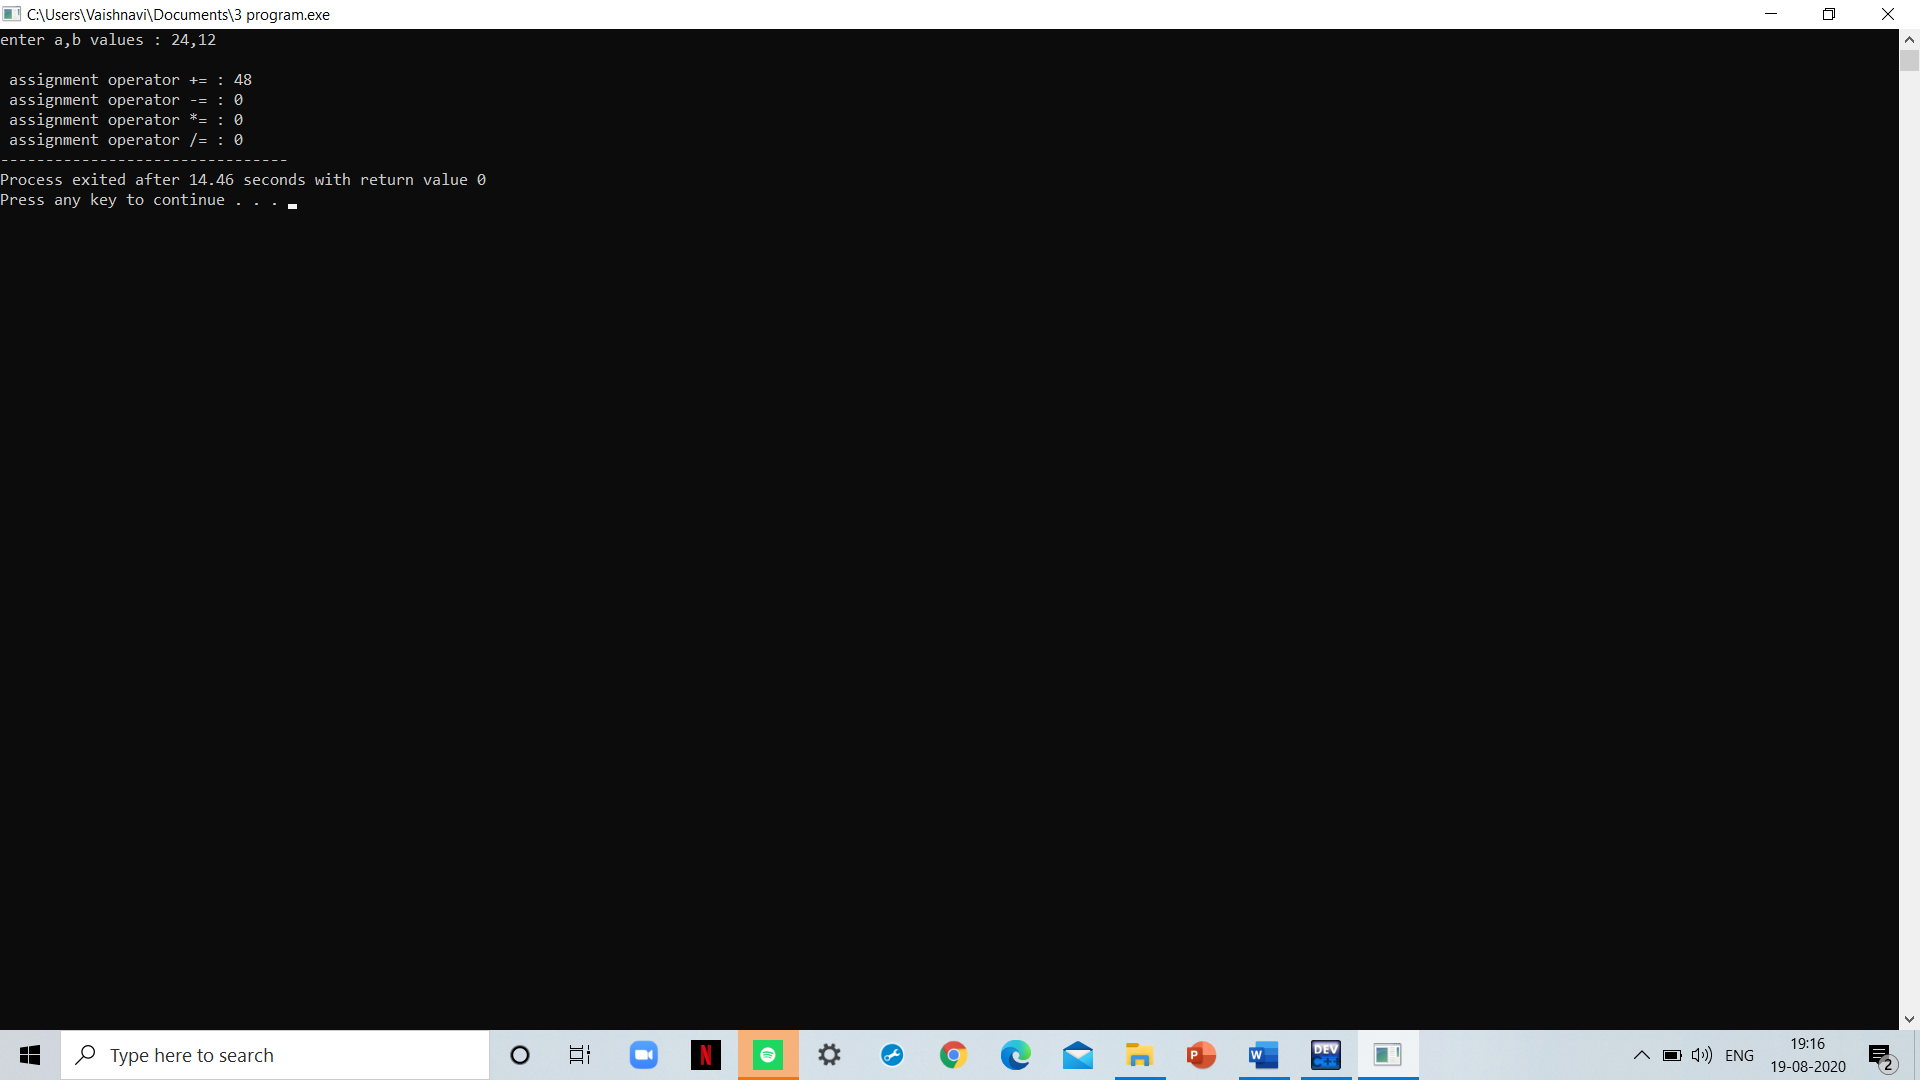 C:\Users\Vaishnavi\Documents\3 program.exe
enter a,b values : 24,12
assignment operator += : 48
assignment operator -= : 0
assignment operator *= : 0
assignment operator /= : 0
--------------------------------
Process exited after 14.46 seconds with return value 0
Press any key to continue . . .
Type here to search
N
P
W
DEV
C++
ENG
19:16
19-08-2020
2